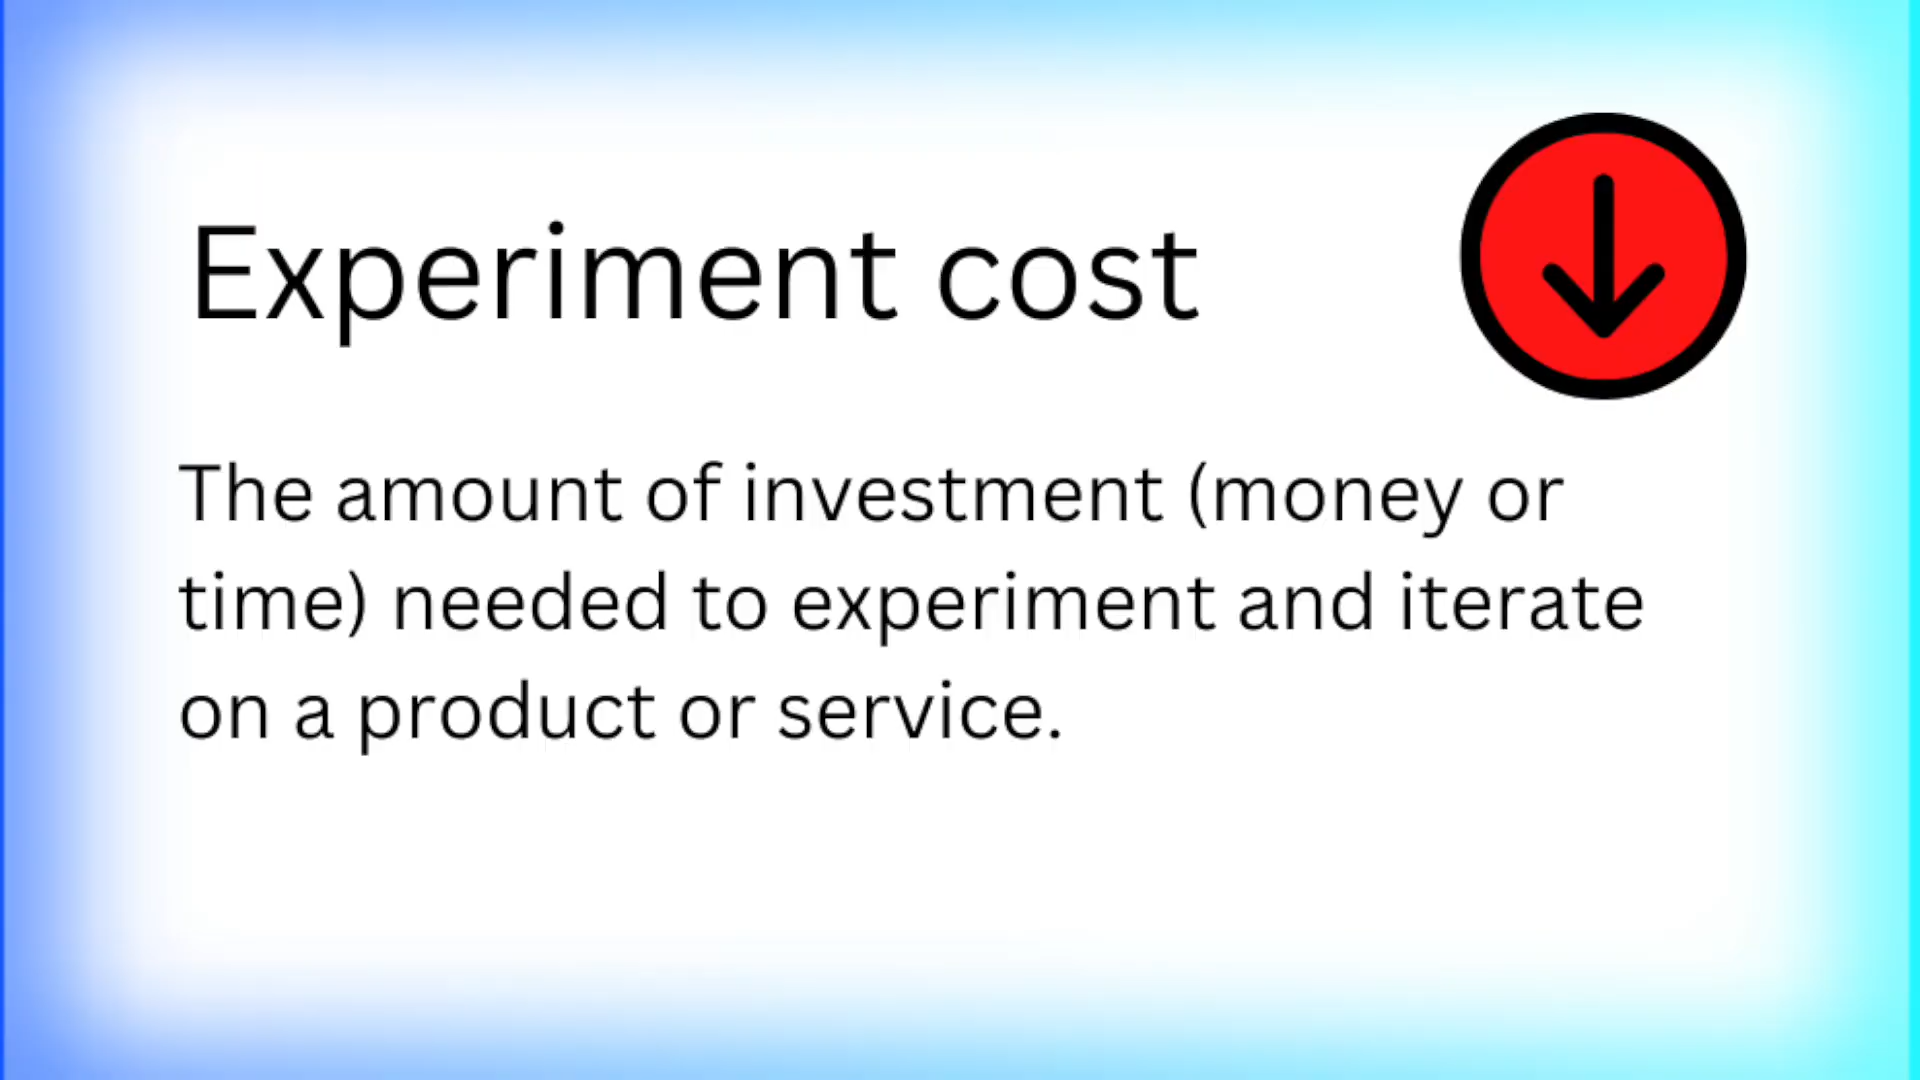 Experiment cost
The amount of investment (money or
time) needed to experiment and iterate
on a product or service.